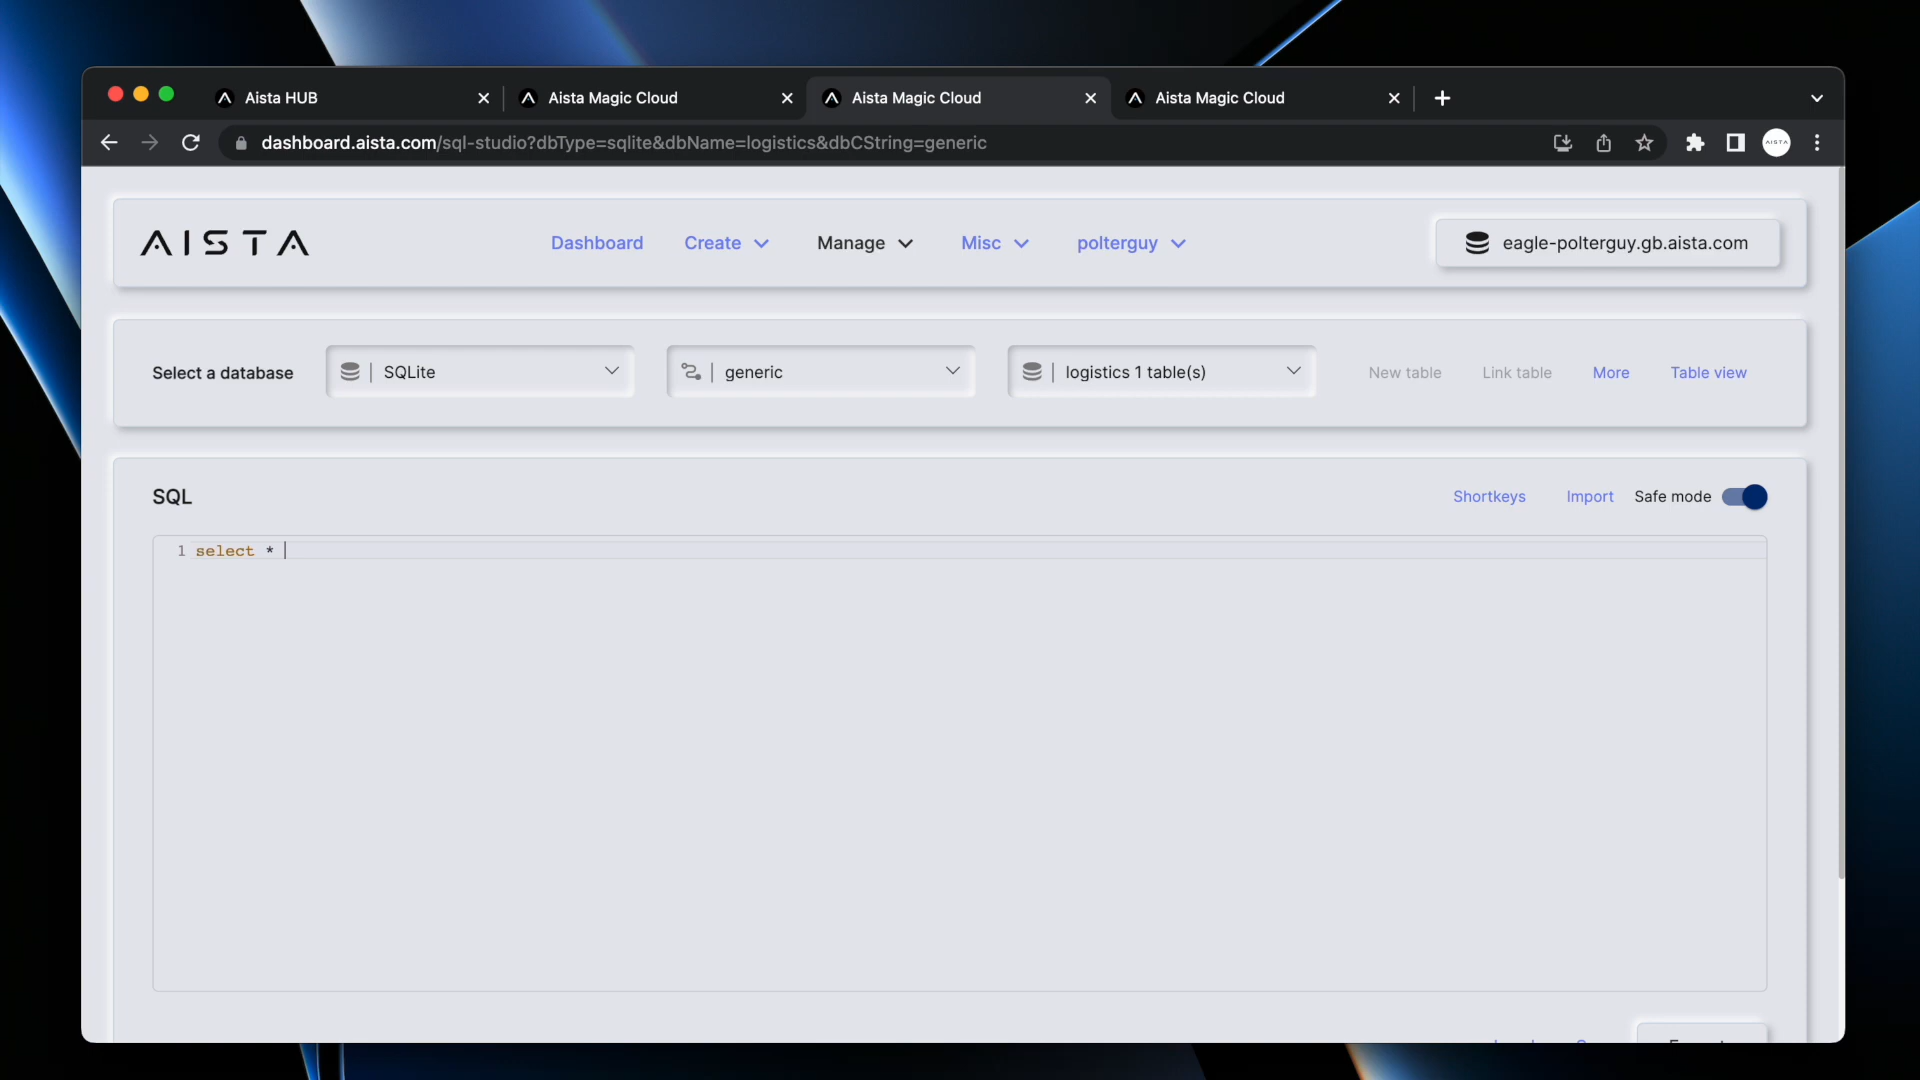 Aista HUB
Aista Magic Cloud
Aista Magic Cloud
Aista Magic Cloud
dashboard.aista.com/sql-studio?dbType=sqlite&dbName=logistics&dbCString=generic
AISTA
AISTA
Dashboard
Create
Manage
Misc
polterguy
eagle-polterguy.gb.aista.com
Select a database
SQLite
generic
logistics 1 table(s)
New table
Link table
More
Table view
SQL
Shortkeys
Import
Safe mode
1 select *